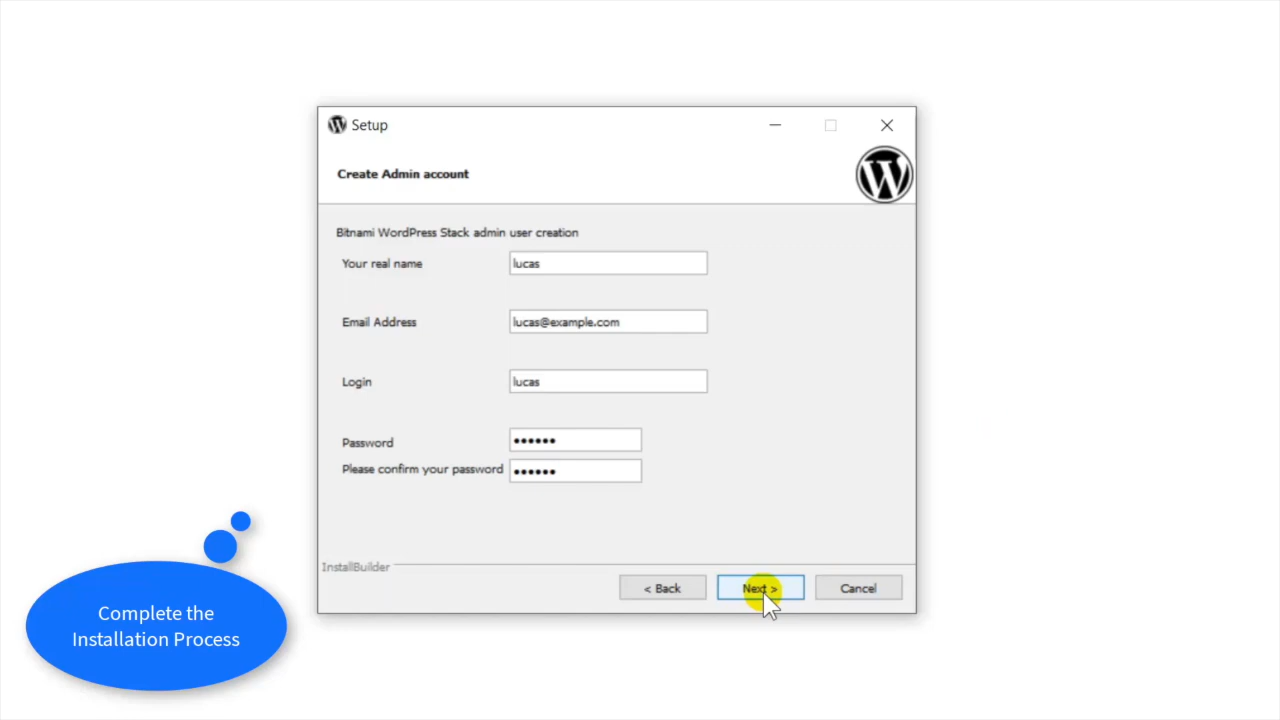 Setup
Create Admin account
Bitnami WordPress Stack admin user creation
Your real name lucas
Email Address lucas@example.com
Login lucas
Password ••••••
Please confirm your password ••••••
InstallBuilder
< Back Next > Cancel
Complete the
Installation Process